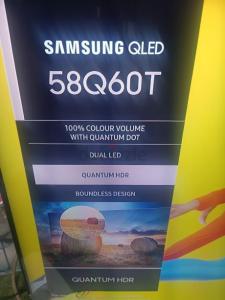 SAMSUNG QLED
58Q60T
100% COLOUR VOLUME
WITH QUANTUM DOT
DUAL LED
QUANTUM HDR
BOUNDLESS DESIGN
QUANTUM HDR